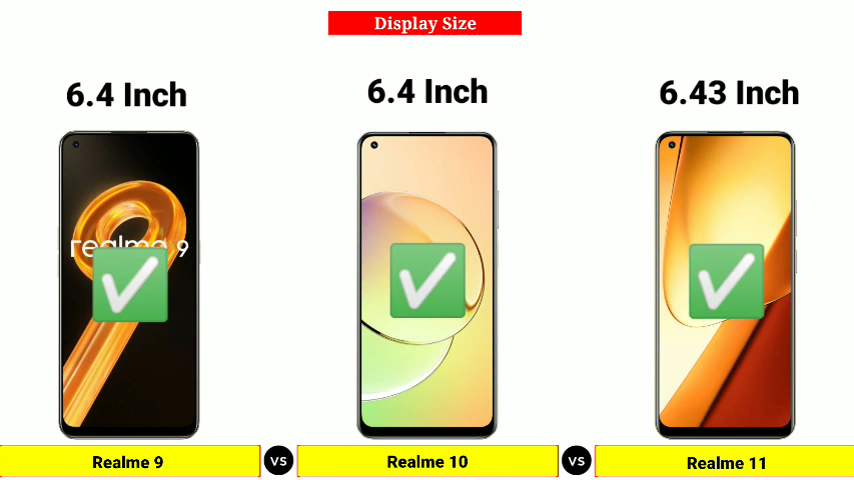 Display Size
6.4 Inch
6.4 Inch
6.43 Inch
realme 9
Realme 9
VS
Realme 10
VS
Realme 11